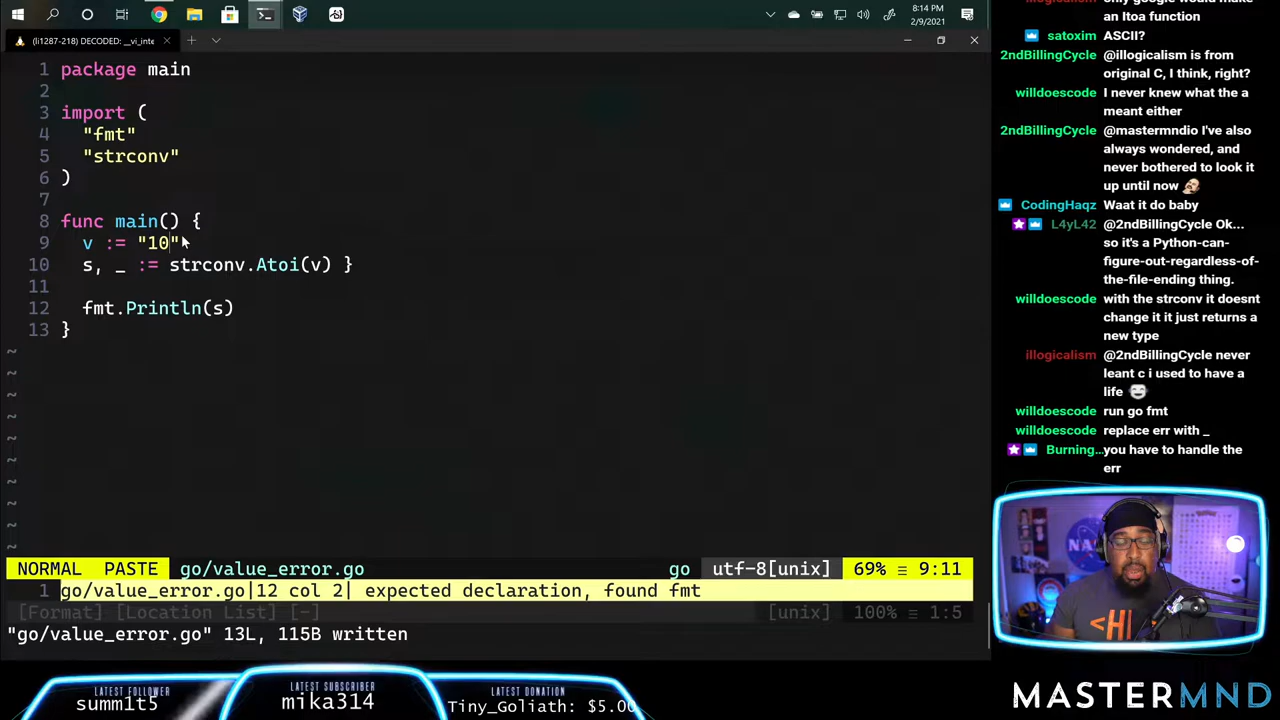 8:14 PM
2/9/2021
(li1287-218) DECODED: __vi_inte
1 package main
2
3 import (
4 "fmt"
5 "strconv"
6 )
7
8 func main() {
9 v := "10"
10 s, _ := strconv.Atoi(v) }
11
12 fmt.Println(s)
13 }
~
~
~
~
~
~
~
~
~
~
NORMAL PASTE go/value_error.go go utf-8[unix] 69% ≡ 9:11
1 go/value_error.go|12 col 2| expected declaration, found fmt
[Format] [Location List] [-] [unix] 100% ≡ 1:5
"go/value_error.go" 13L, 115B written
illogicalism only google would make
an Itoa function
satoxim ASCII?
2ndBillingCycle @illogicalism is from
original C, I think, right?
willdoescode I never knew what the a
meant either
2ndBillingCycle @mastermndio I've also
always wondered, and
never bothered to look it
up until now
CodingHaqz Waat it do baby
L4yL42 @2ndBillingCycle Ok...
so it's a Python-can-
figure-out-regardless-of-
the-file-ending thing.
willdoescode with the strconv it doesnt
change it it just returns a
new type
illogicalism @2ndBillingCycle never
leant c i used to have a
life
willdoescode run go fmt
willdoescode replace err with _
Burning... you have to handle the
err
NASA
<H
LATEST FOLLOWER
summ1t5
LATEST SUBSCRIBER
mika314
LATEST DONATION
Tiny_Goliath: $5.00
MASTERMND